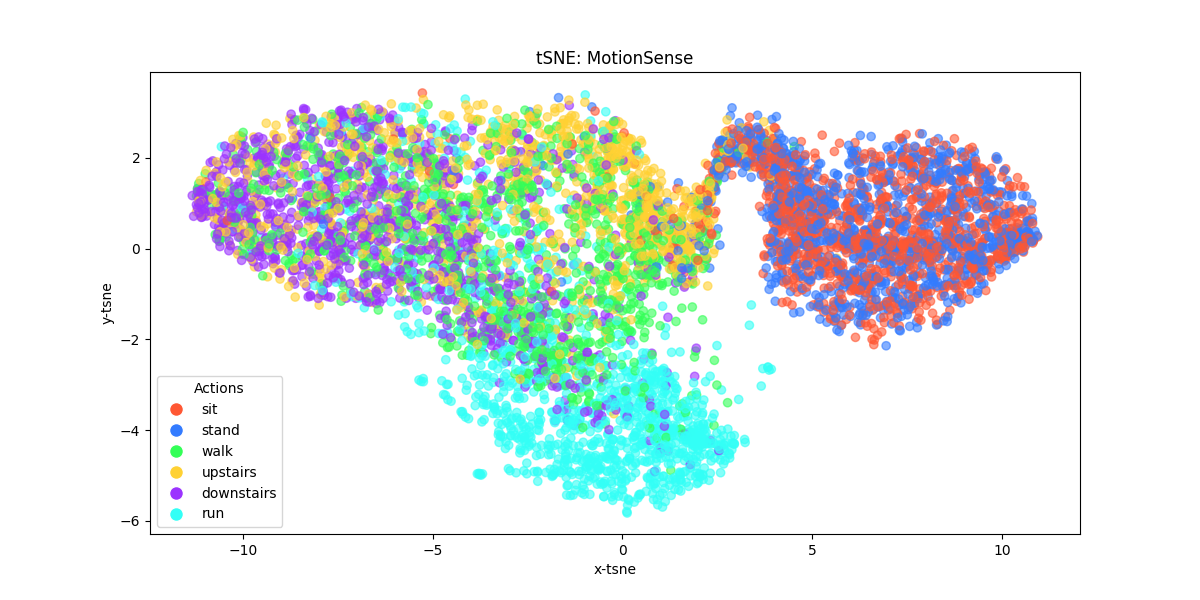 tSNE: MotionSense
y-tsne
2
0
−2
−4
−6
Actions
sit
stand
walk
upstairs
downstairs
run
−10
−5
0
5
10
x-tsne